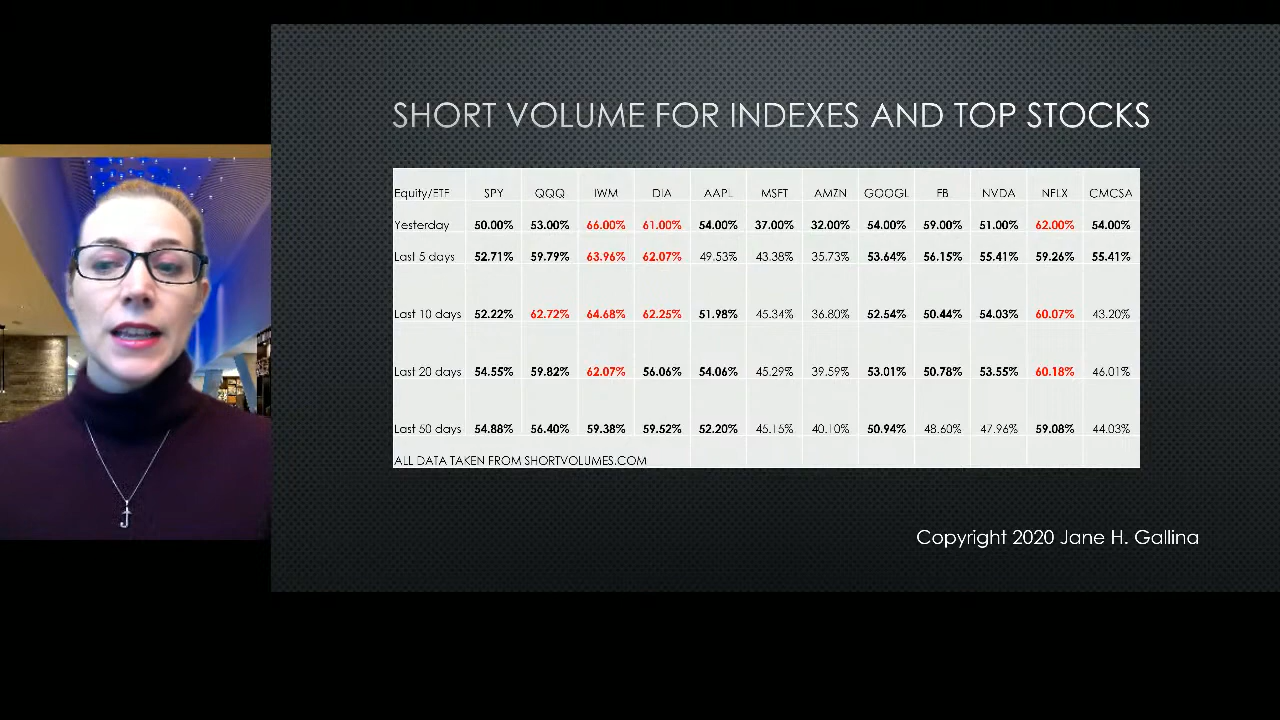 SHORT VOLUME FOR INDEXES AND TOP STOCKS
Equity/ETF SPY QQQ IWM DIA AAPL MSFT AMZN GOOGL FB NVDA NFLX CMCSA
Yesterday 50.00% 53.00% 66.00% 61.00% 54.00% 37.00% 32.00% 54.00% 59.00% 51.00% 62.00% 54.00%
Last 5 days 52.71% 59.79% 63.96% 62.07% 49.53% 43.38% 35.73% 53.64% 56.15% 55.41% 59.26% 55.41%
Last 10 days 52.22% 62.72% 64.68% 62.25% 51.98% 45.34% 36.80% 52.54% 50.44% 54.03% 60.07% 43.20%
Last 20 days 54.55% 59.82% 62.07% 56.06% 54.06% 45.29% 39.59% 53.01% 50.78% 53.55% 60.18% 46.01%
Last 50 days 54.88% 56.40% 59.38% 59.52% 52.20% 45.15% 40.10% 50.94% 48.60% 47.96% 59.08% 44.03%
ALL DATA TAKEN FROM SHORTVOLUMES.COM
Copyright 2020 Jane H. Gallina
J